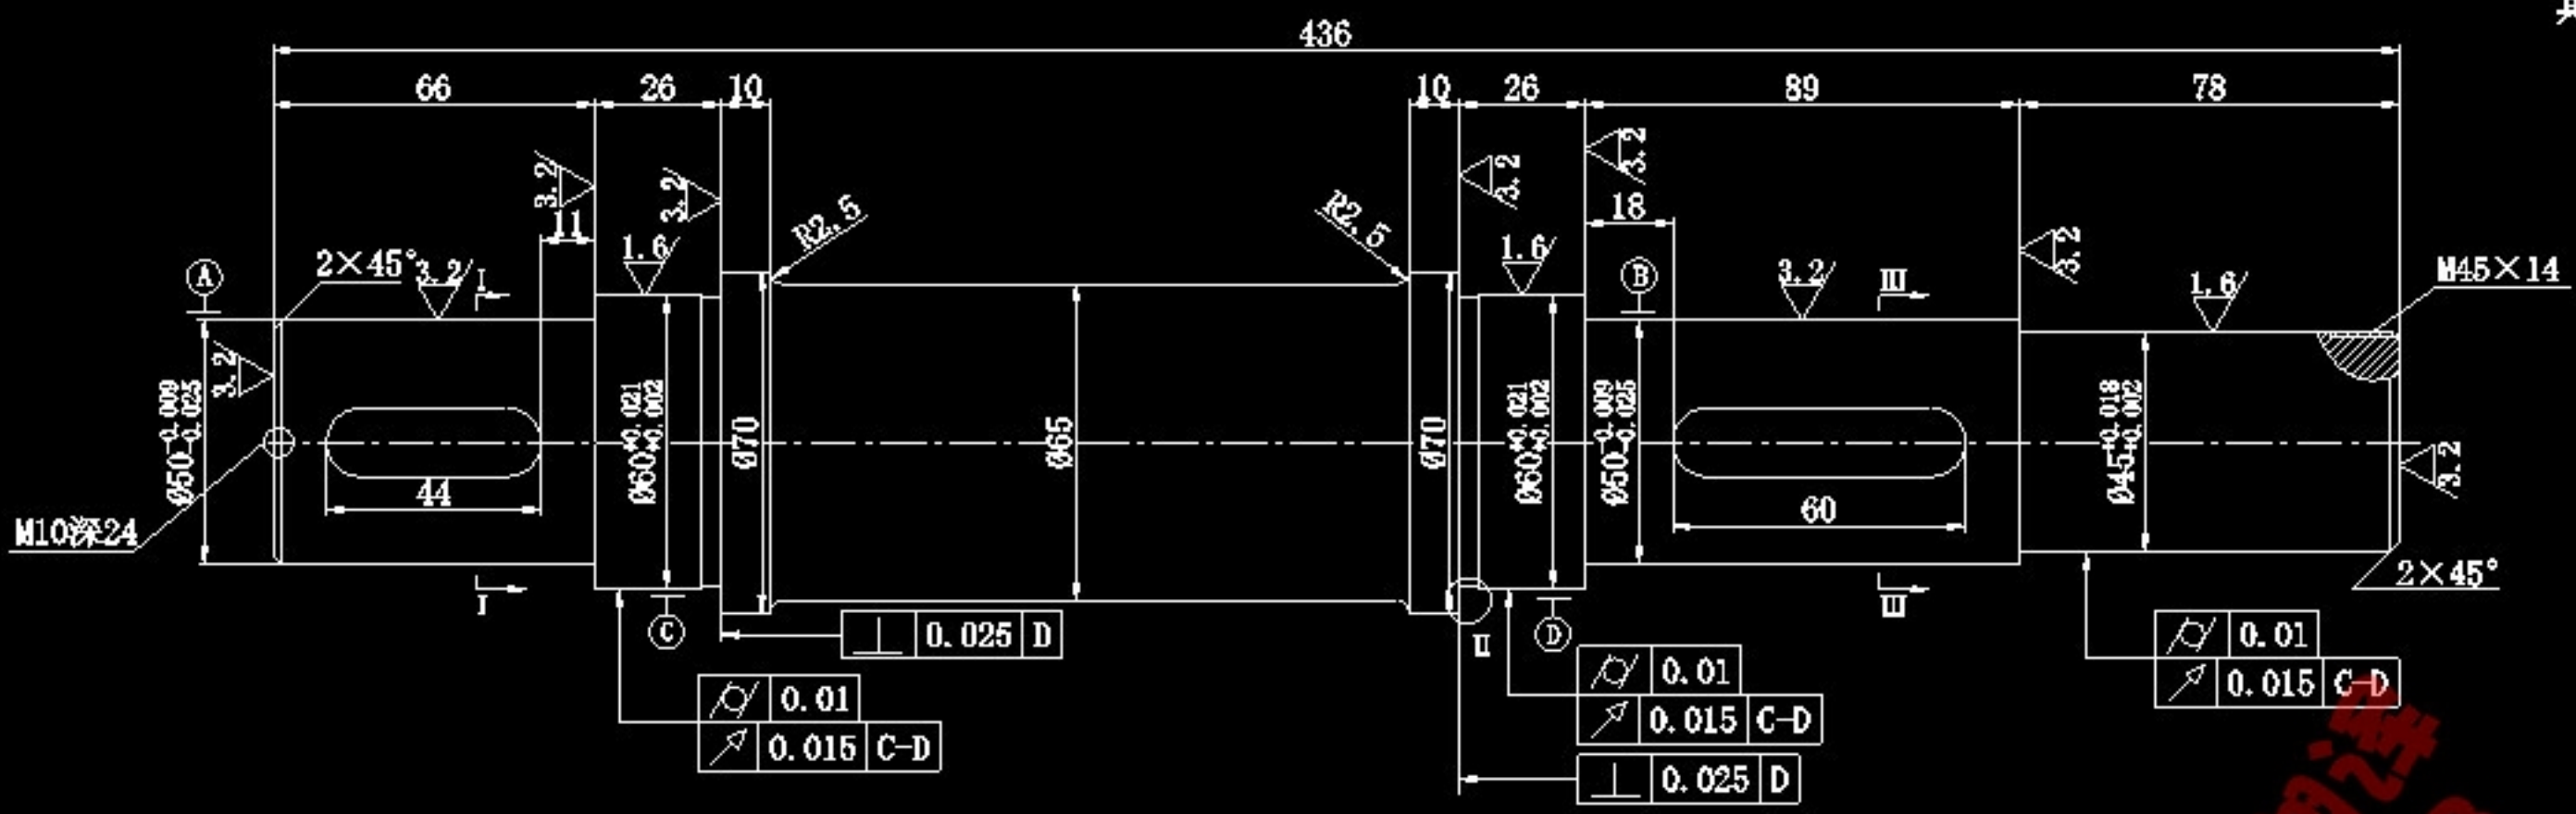 436
66
26
10
10
26
89
78
3.2
3.2
3.2
3.2
11
R2.5
R2.5
18
2×45°
3.2
I
1.6
1.6
3.2
III
3.2
1.6
M45×14
A
B
3.2
Ø50-0.009 -0.025
Ø60+0.021 +0.002
Ø70
Ø65
Ø70
Ø60+0.021 +0.002
Ø50-0.009 -0.025
Ø45+0.018 +0.002
3.2
44
60
M10深24
2×45°
I
C
⊥ 0.025 D
II
D
III
⌭ 0.01
↗ 0.015 C-D
⌭ 0.01
↗ 0.015 C-D
⊥ 0.025 D
⌭ 0.01
↗ 0.015 C-D